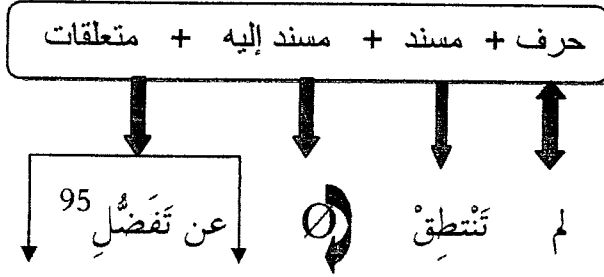 حرف + مسند + مسند إليه + متعلقات
لم تَنْتطِقْ Ø عن تَفَضُّلِ 95